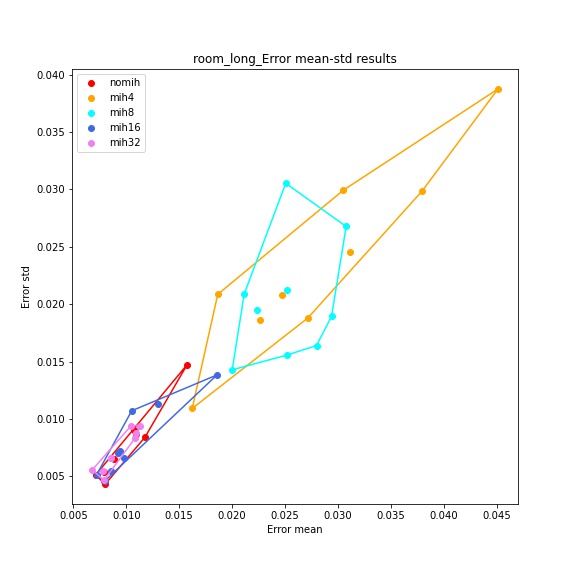 room_long_Error mean-std results
nomih
mih4
mih8
mih16
mih32
0.040
0.035
0.030
0.025
0.020
0.015
0.010
0.005
Error std
0.005 0.010 0.015 0.020 0.025 0.030 0.035 0.040 0.045
Error mean